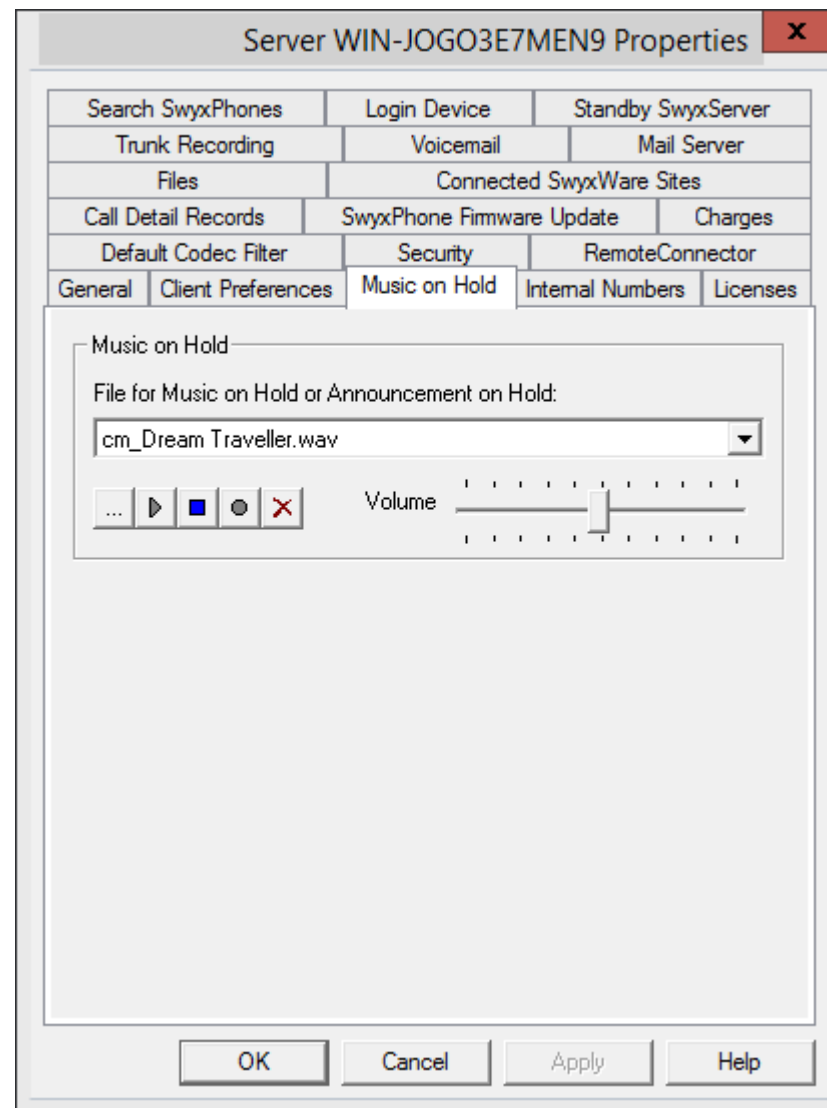 Server WIN-JOGO3E7MEN9 Properties x
Search SwyxPhones Login Device Standby SwyxServer
Trunk Recording Voicemail Mail Server
Files Connected SwyxWare Sites
Call Detail Records SwyxPhone Firmware Update Charges
Default Codec Filter Security RemoteConnector
General Client Preferences Music on Hold Internal Numbers Licenses
Music on Hold
File for Music on Hold or Announcement on Hold:
cm_Dream Traveller.wav
... Volume
OK Cancel Apply Help